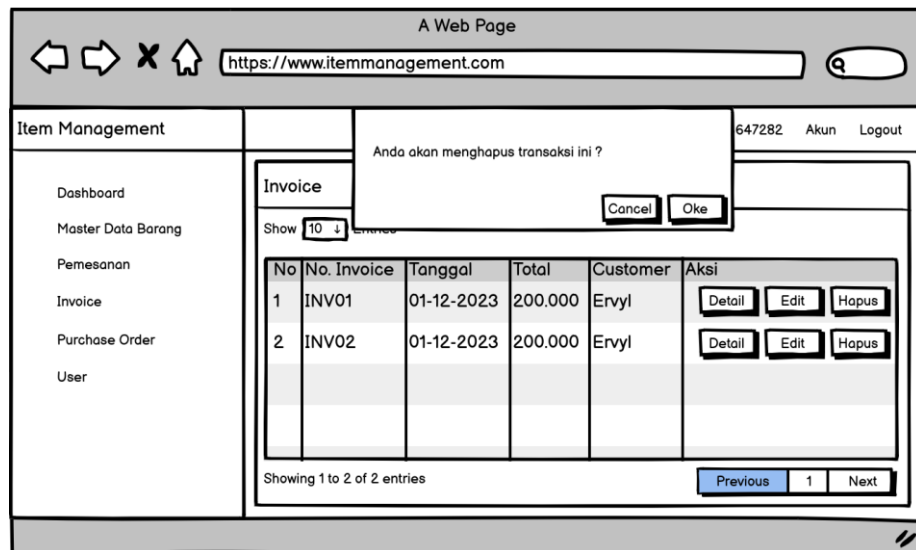 A Web Page
https://www.itemmanagement.com
Item Management
647282 Akun Logout
Anda akan menghapus transaksi ini ?
Cancel Oke
Dashboard
Master Data Barang
Pemesanan
Invoice
Purchase Order
User
Invoice
Show 10 ↓ Entries
No No. Invoice Tanggal Total Customer Aksi
1 INV01 01-12-2023 200.000 Ervyl Detail Edit Hapus
2 INV02 01-12-2023 200.000 Ervyl Detail Edit Hapus
Showing 1 to 2 of 2 entries
Previous 1 Next